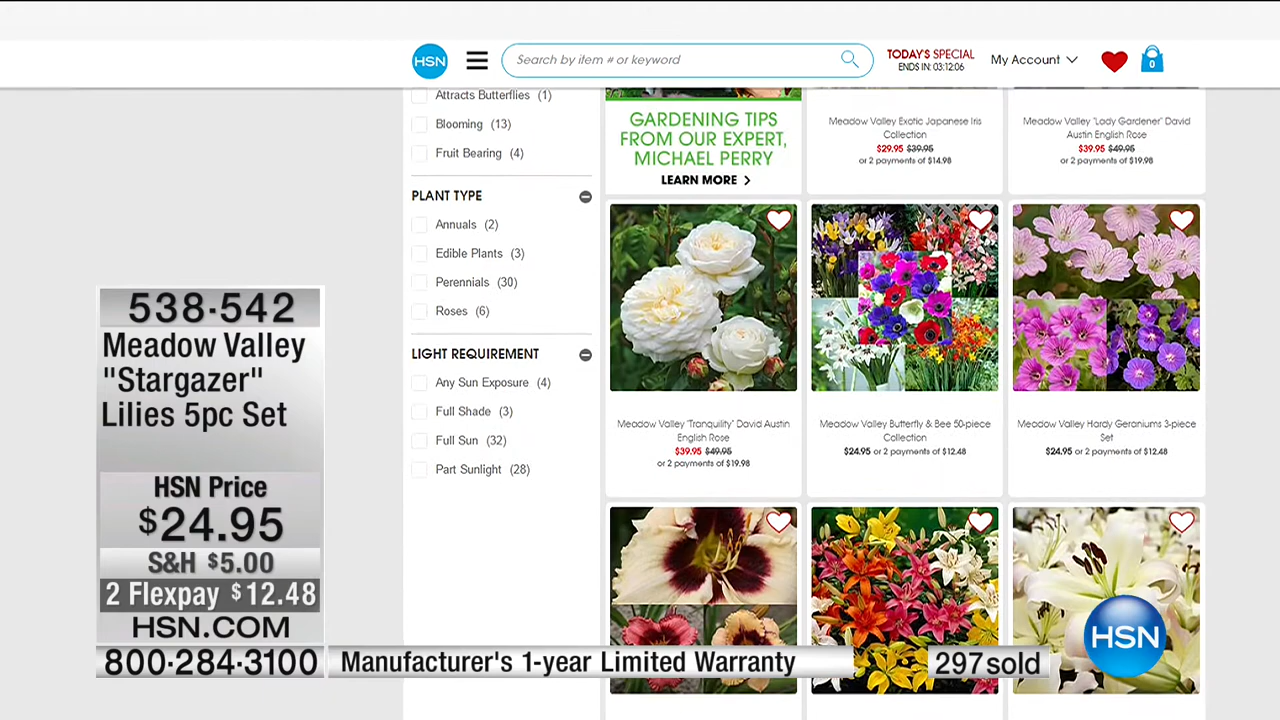 HSN
Search by item # or keyword
TODAY'S SPECIAL
ENDS IN: 03:12:06
My Account
0
Attracts Butterflies (1)
Blooming (13)
Fruit Bearing (4)
PLANT TYPE
Annuals (2)
Edible Plants (3)
Perennials (30)
Roses (6)
LIGHT REQUIREMENT
Any Sun Exposure (4)
Full Shade (3)
Full Sun (32)
Part Sunlight (28)
GARDENING TIPS
FROM OUR EXPERT,
MICHAEL PERRY
LEARN MORE >
Meadow Valley Exotic Japanese Iris
Collection
$29.95 $39.95
or 2 payments of $14.98
Meadow Valley "Lady Gardener" David
Austin English Rose
$39.95 $49.95
or 2 payments of $19.98
Meadow Valley "Tranquility" David Austin
English Rose
$39.95 $49.95
or 2 payments of $19.98
Meadow Valley Butterfly & Bee 50-piece
Collection
$24.95 or 2 payments of $12.48
Meadow Valley Hardy Geraniums 3-piece
Set
$24.95 or 2 payments of $12.48
538-542
Meadow Valley
"Stargazer"
Lilies 5pc Set
HSN Price
$24.95
S&H $5.00
2 Flexpay $12.48
HSN.COM
800-284-3100
Manufacturer's 1-year Limited Warranty
297 sold
HSN